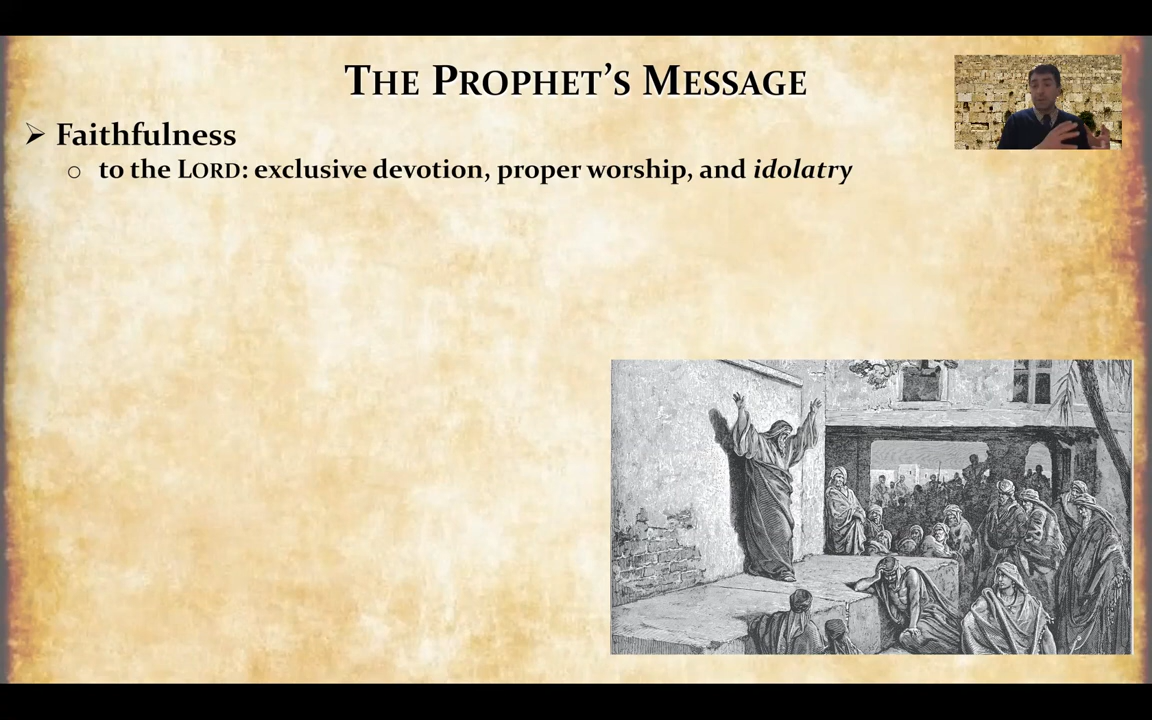 THE PROPHET'S MESSAGE
➢ Faithfulness
○ to the LORD: exclusive devotion, proper worship, and idolatry